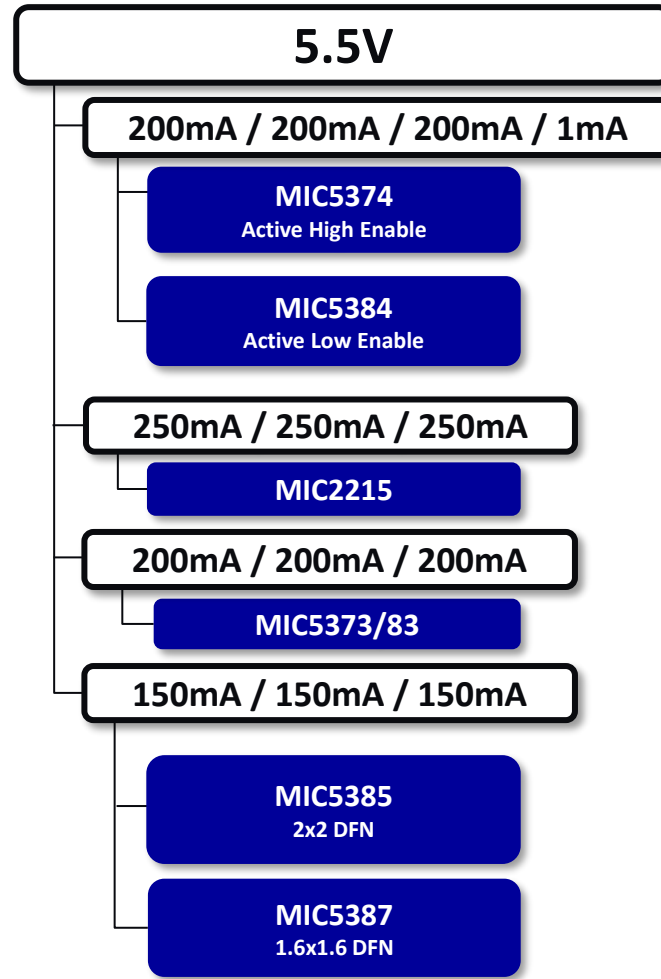 5.5V
200mA / 200mA / 200mA / 1mA
MIC5374
Active High Enable
MIC5384
Active Low Enable
250mA / 250mA / 250mA
MIC2215
200mA / 200mA / 200mA
MIC5373/83
150mA / 150mA / 150mA
MIC5385
2x2 DFN
MIC5387
1.6x1.6 DFN